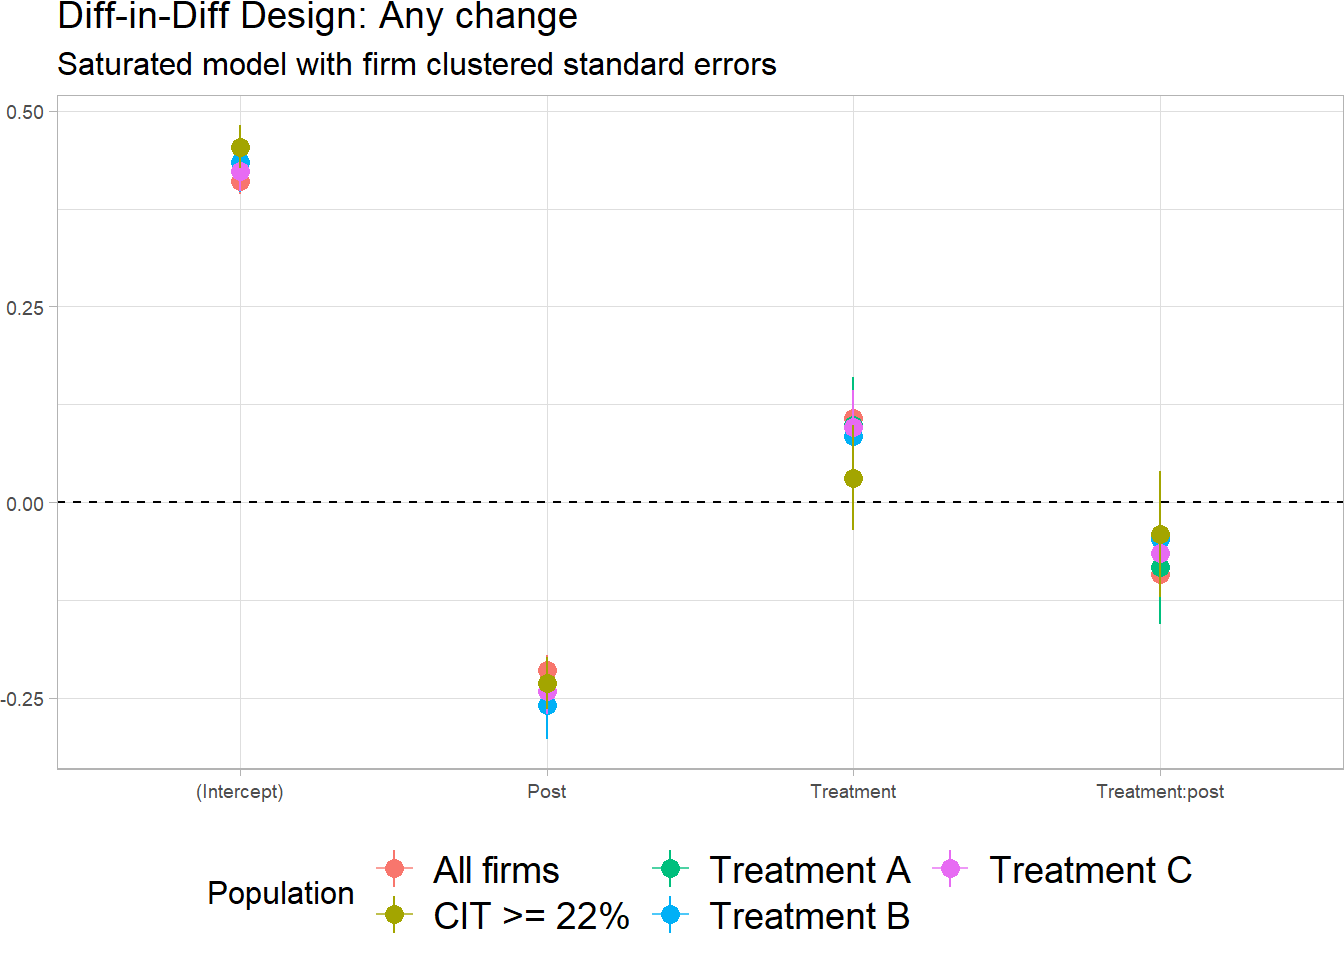 Diff-in-Diff Design: Any change
Saturated model with firm clustered standard errors
0.50
0.25
0.00
-0.25
(Intercept) Post Treatment Treatment:post
Population
All firms Treatment A Treatment C
CIT >= 22% Treatment B